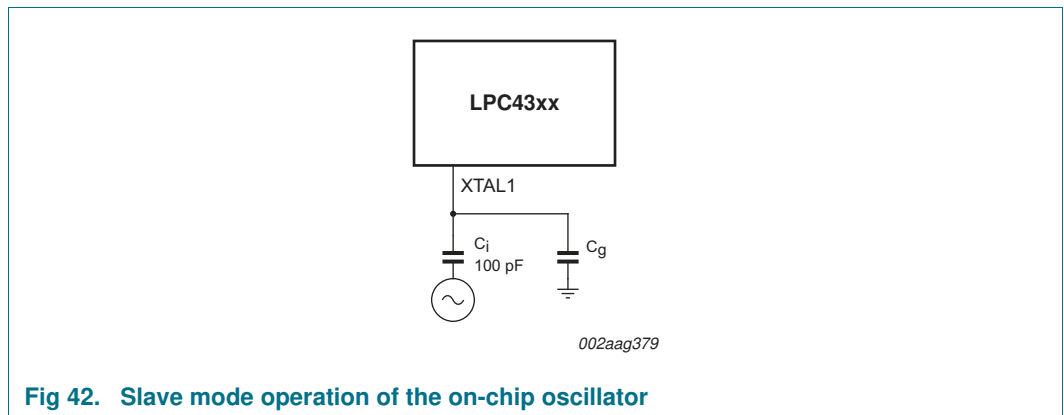 LPC43xx
XTAL1
Ci
100 pF
Cg
002aag379
Fig 42. Slave mode operation of the on-chip oscillator